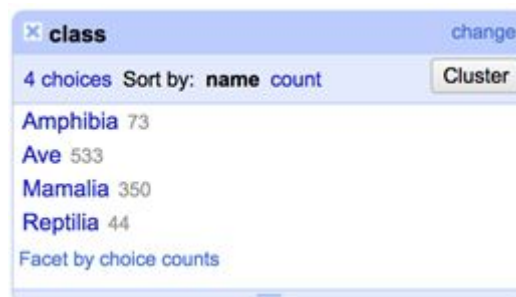 class change
4 choices Sort by: name count Cluster
Amphibia 73
Ave 533
Mamalia 350
Reptilia 44
Facet by choice counts